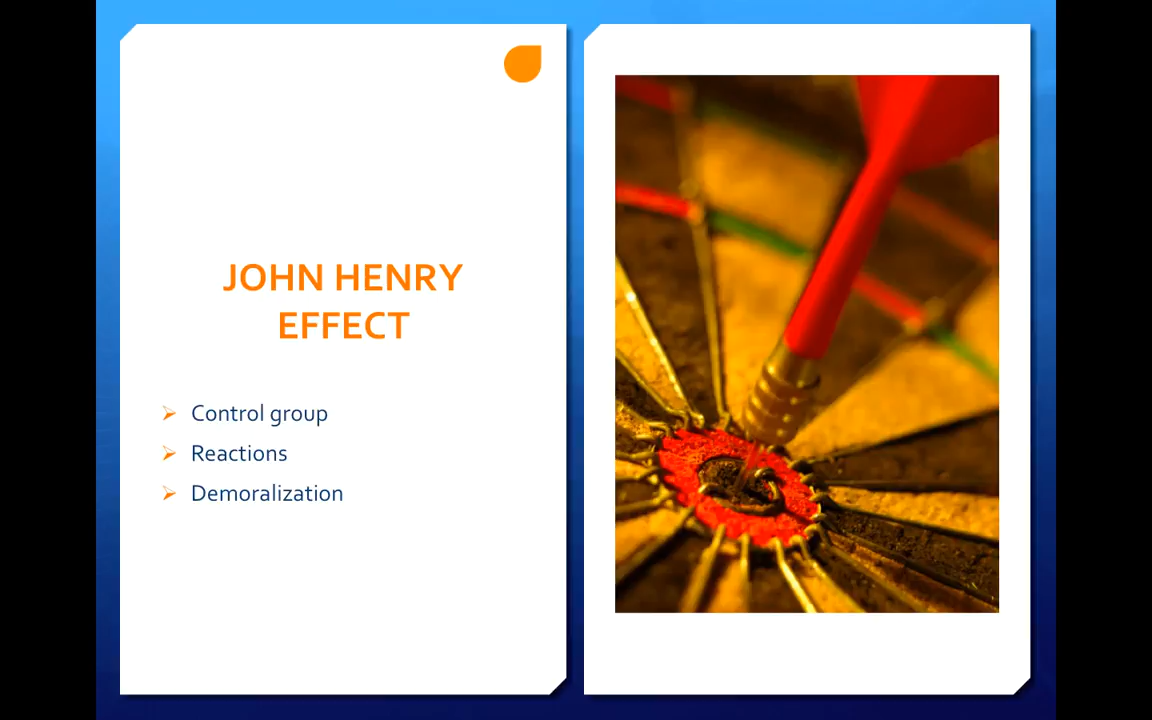 JOHN HENRY
EFFECT
Control group
Reactions
Demoralization